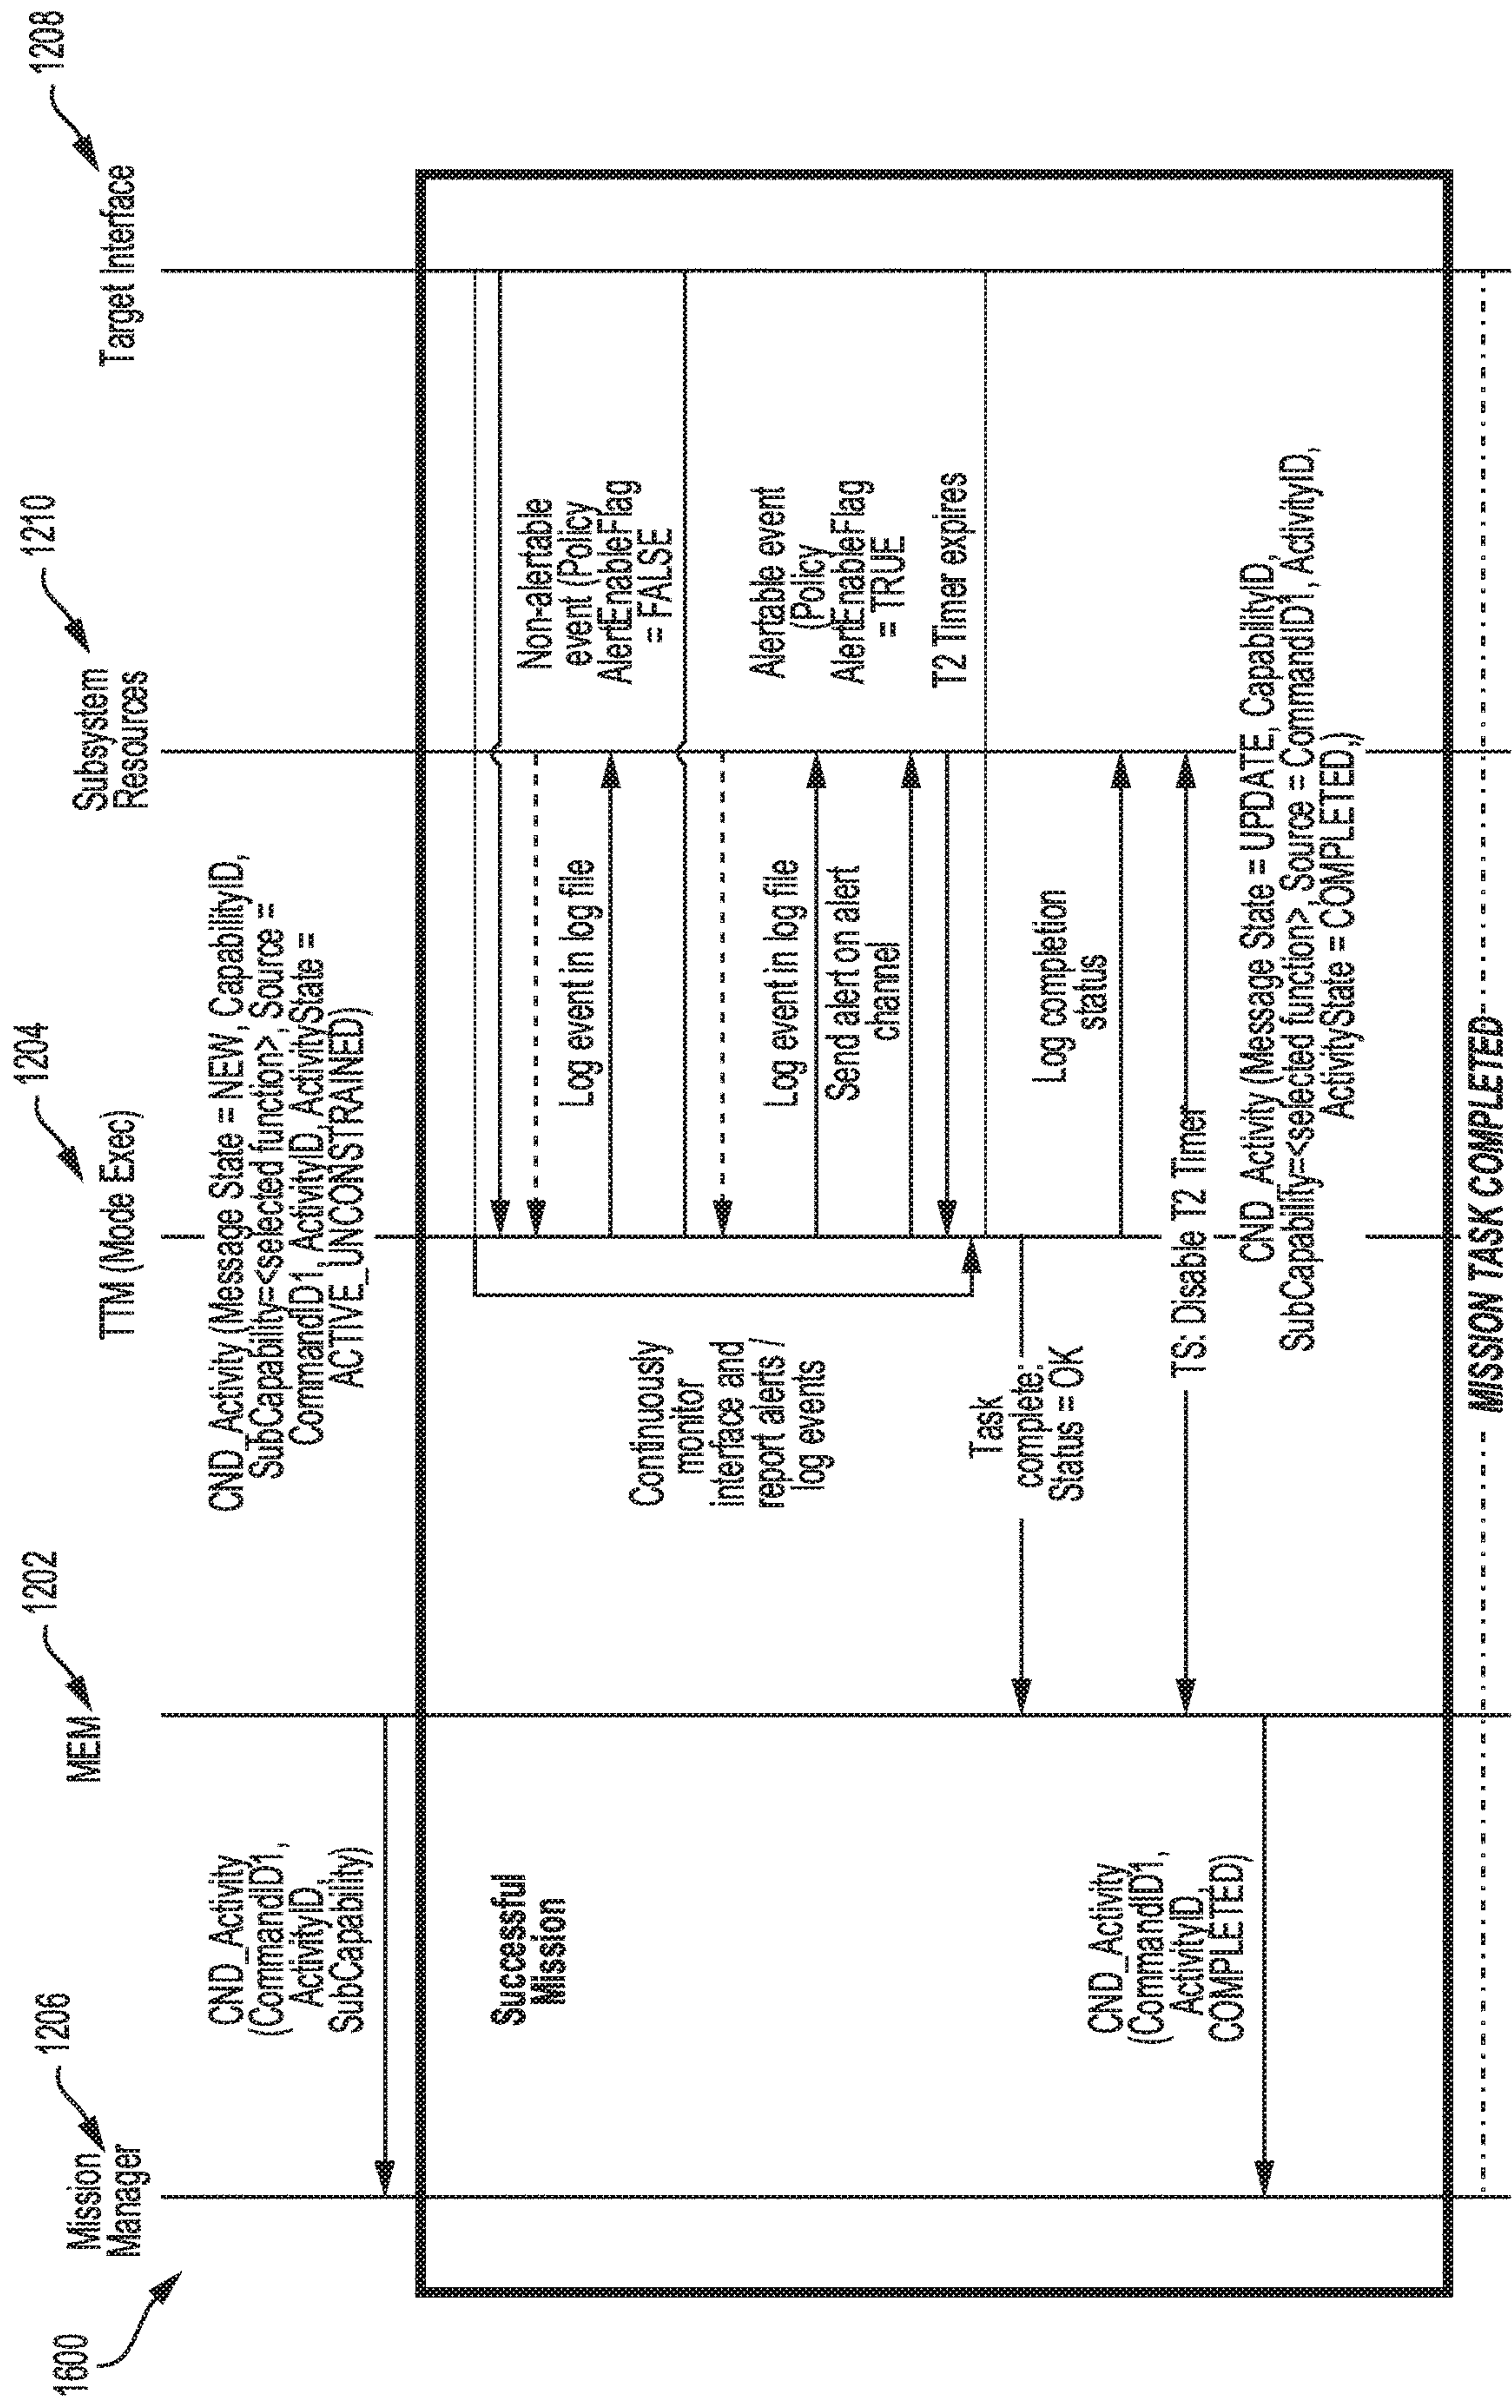 1600
1206
Mission
Manager
1202
MEM
1204
TTM (Mode Exec)
1210
Subsystem
Resources
1208
Target Interface
CND_Activity
(CommandID1,
ActivityID,
SubCapability)
CND_Activity (Message State = NEW, CapabilityID,
SubCapability=<selected function>, Source =
CommandID1, ActivityID, ActivityState =
ACTIVE_UNCONSTRAINED)
Successful
Mission
Continuously
monitor
interface and
report alerts /
log events
Log event in log file
Non-alertable
event (Policy
AlertEnableFlag
= FALSE
Log event in log file
Alertable event
(Policy
AlertEnableFlag
= TRUE
Send alert on alert
channel
T2 Timer expires
Task
complete:
Status = OK
Log completion
status
TS: Disable T2 Timer
CND_Activity
(CommandID1,
ActivityID,
COMPLETED)
CND_Activity (Message State = UPDATE, CapabilityID,
SubCapability=<selected function>, Source = CommandID1, ActivityID,
ActivityState = COMPLETED,)
MISSION TASK COMPLETED